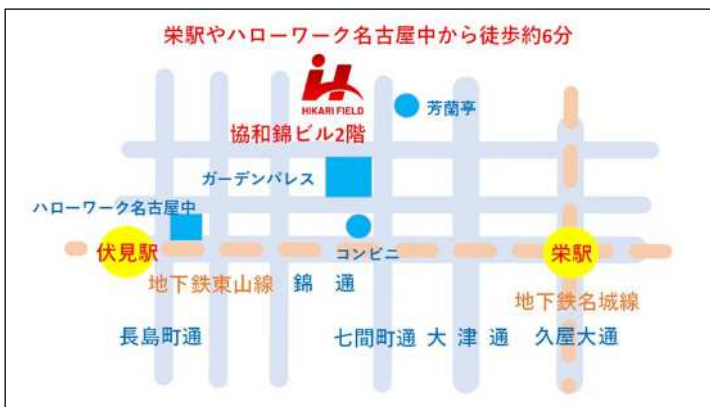 栄駅やハローワーク名古屋中から徒歩約6分
HIKARI FIELD
芳蘭亭
協和錦ビル2階
ガーデンパレス
ハローワーク名古屋中
伏見駅
コンビニ
栄駅
地下鉄東山線
錦 通
地下鉄名城線
長島町通
七間町通
大 津 通
久屋大通